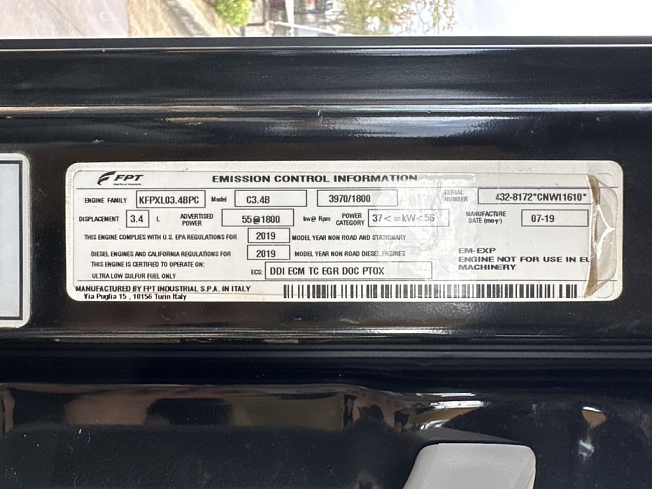 FPT EMISSION CONTROL INFORMATION
ENGINE FAMILY KFPXL03.4BPC Model C3.4B 3970/1800 SERIAL NUMBER 432-8172*CNWI1610*
DISPLACEMENT 3.4 L ADVERTISED POWER 55@1800 kw@ Rpm POWER CATEGORY 37<=kW<56 MANUFACTURE DATE (mo-yr) 07-19
THIS ENGINE COMPLIES WITH U.S. EPA REGULATIONS FOR 2019 MODEL YEAR NON ROAD AND STATIONARY
DIESEL ENGINES AND CALIFORNIA REGULATIONS FOR 2019 MODEL YEAR NON ROAD DIESEL ENGINES
THIS ENGINE IS CERTIFIED TO OPERATE ON:
ULTRA LOW SULFUR FUEL ONLY ECS: DDI ECM TC EGR DOC PTOX
EM-EXP
ENGINE NOT FOR USE IN EU
MACHINERY
MANUFACTURED BY FPT INDUSTRIAL S.P.A. IN ITALY
Via Puglia 15 , 10156 Turin Italy